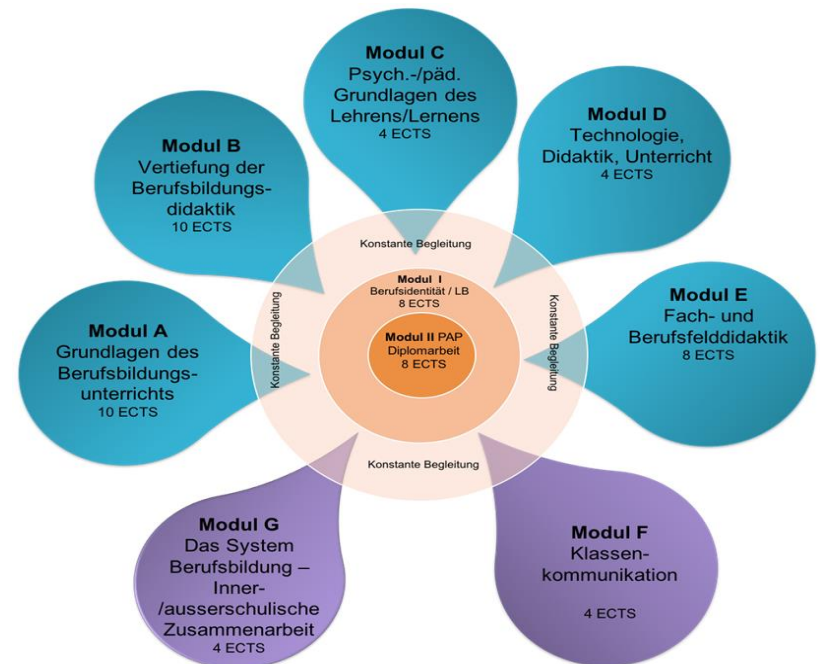 Modul C
Psych.-/päd.
Grundlagen des
Lehrens/Lernens
4 ECTS
Modul D
Technologie,
Didaktik, Unterricht
4 ECTS
Modul B
Vertiefung der
Berufsbildungs-
didaktik
10 ECTS
Modul E
Fach- und
Berufsfelddidaktik
8 ECTS
Modul A
Grundlagen des
Berufsbildungs-
unterrichts
10 ECTS
Konstante Begleitung
Konstante Begleitung
Konstante Begleitung
Konstante Begleitung
Modul I
Berufsidentität / LB
8 ECTS
Modul II PAP
Diplomarbeit
8 ECTS
Modul G
Das System
Berufsbildung –
Inner-
/ausserschulische
Zusammenarbeit
4 ECTS
Modul F
Klassen-
kommunikation
4 ECTS